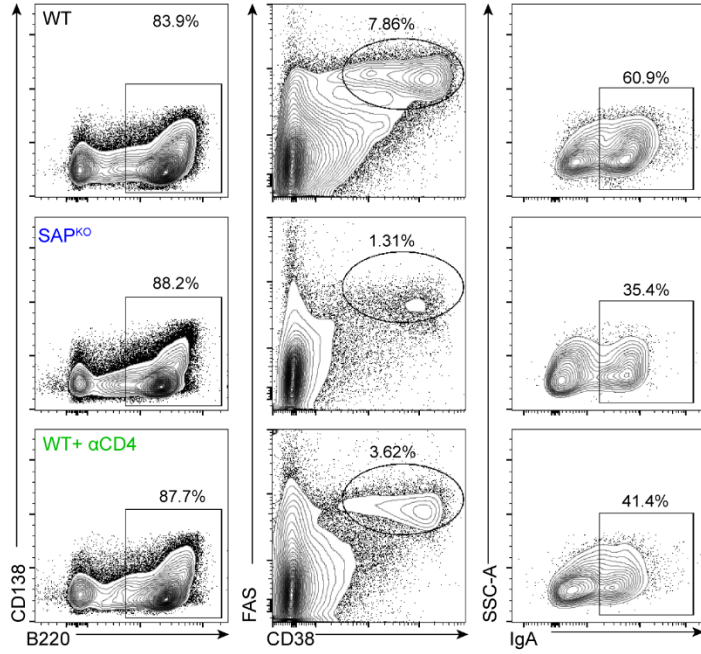 WT
83.9%
7.86%
60.9%
SAPKO
88.2%
1.31%
35.4%
WT+ αCD4
87.7%
3.62%
41.4%
CD138
FAS
SSC-A
B220
CD38
IgA